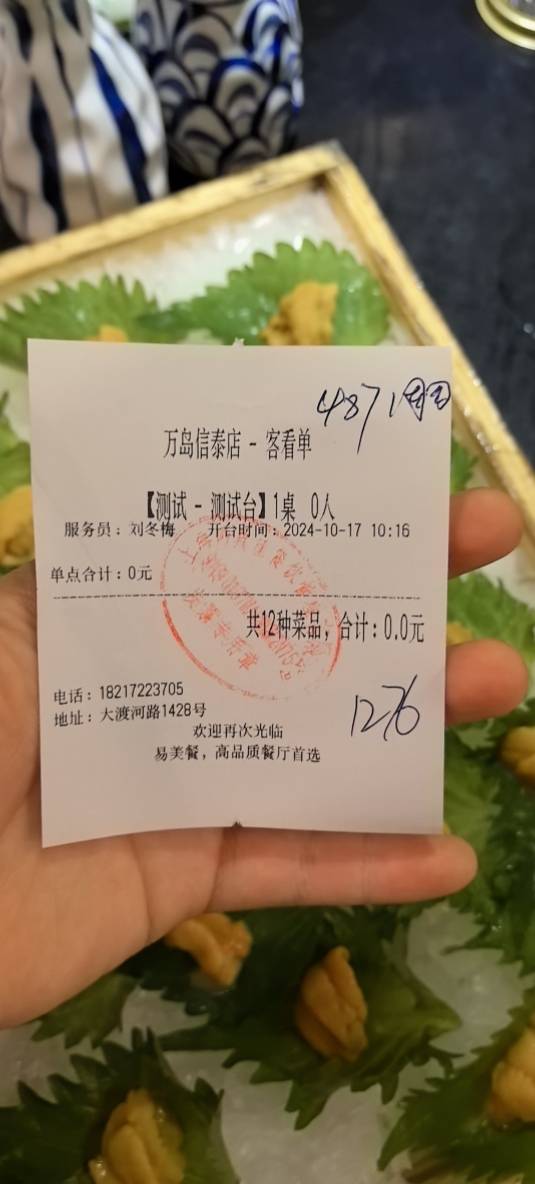 487
万岛信泰店 - 客看单
【测试 - 测试台】1桌 0人
服务员：刘冬梅 开台时间：2024-10-17 10:16
单点合计：0元
共12种菜品，合计：0.0元
1276
电话：18217223705
地址：大渡河路1428号
欢迎再次光临
易美餐，高品质餐厅首选